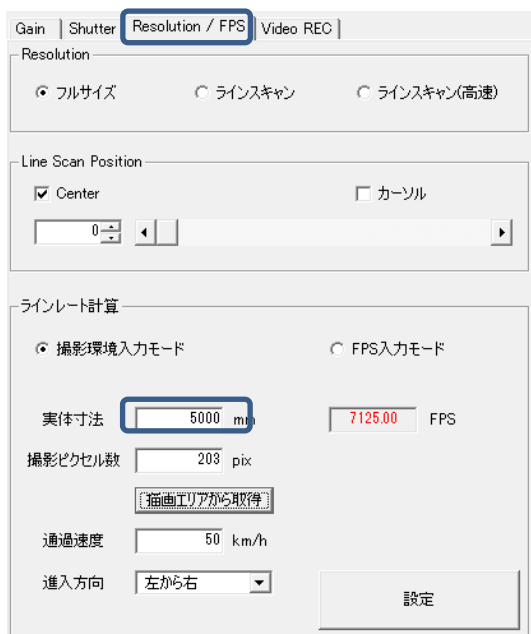 Gain Shutter Resolution / FPS Video REC
Resolution
フルサイズ ラインスキャン ラインスキャン(高速)
Line Scan Position
Center カーソル
0
ラインレート計算
撮影環境入力モード FPS入力モード
実体寸法 5000 mm 7125.00 FPS
撮影ピクセル数 203 pix
描画エリアから取得
通過速度 50 km/h
進入方向 左から右
設定